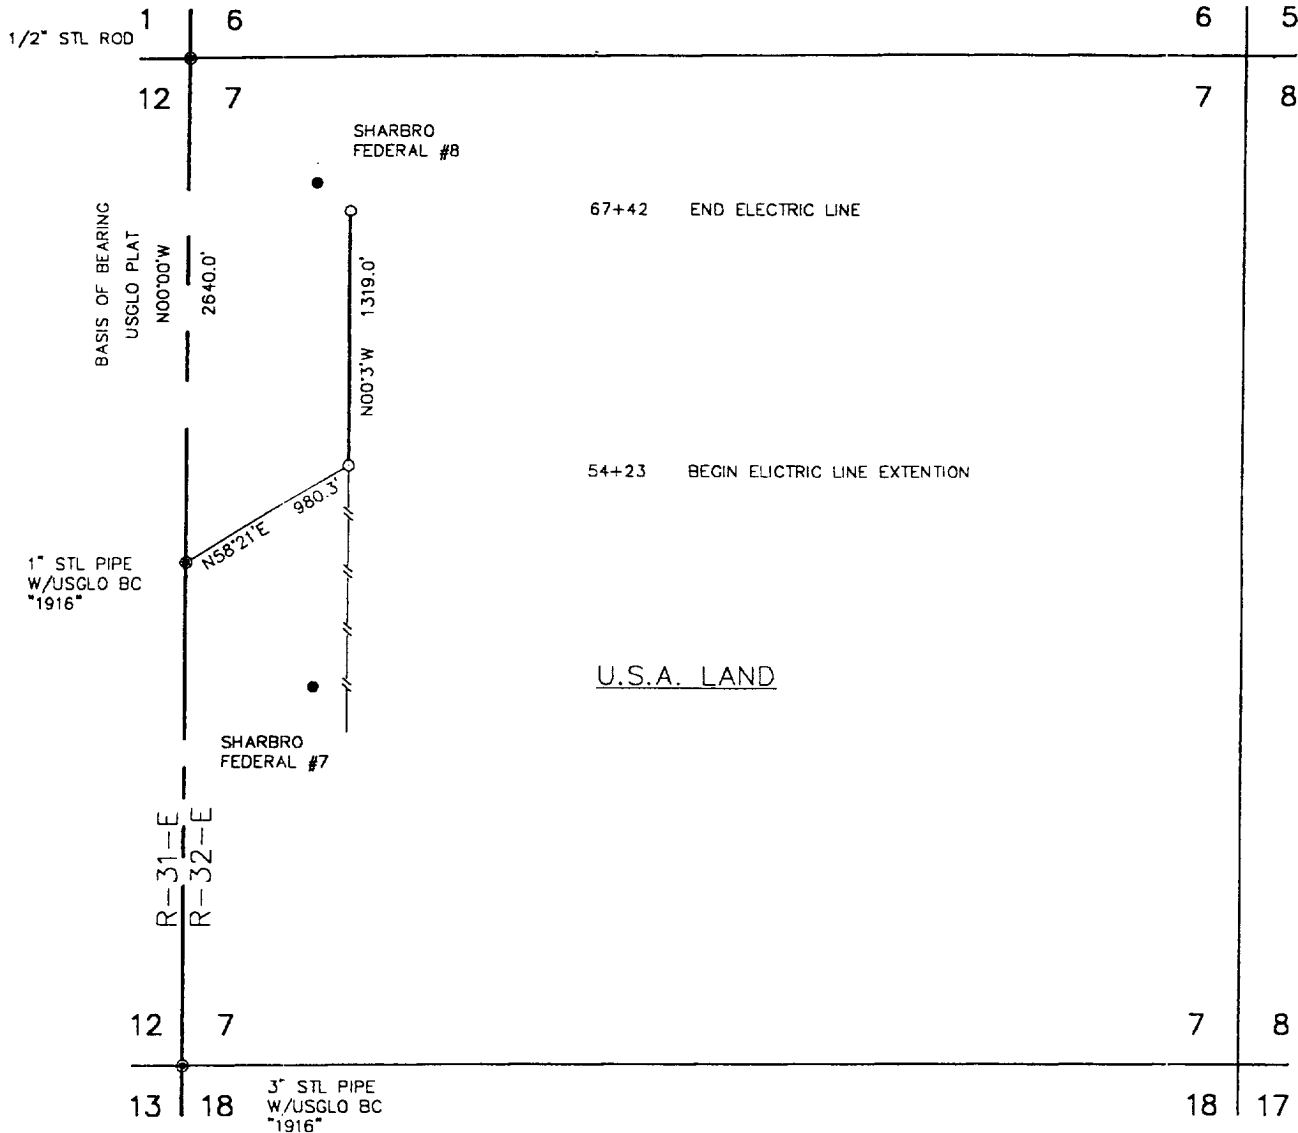 1 6
6 5
1/2" STL ROD
12 7
7 8
SHARBRO
FEDERAL #8
67+42 END ELECTRIC LINE
BASIS OF BEARING
USGLO PLAT
N00°00'W
2640.0'
N00°3'W 1319.0'
54+23 BEGIN ELICTRIC LINE EXTENTION
N58°21'E 980.3'
1" STL PIPE
W/USGLO BC
"1916"
U.S.A. LAND
SHARBRO
FEDERAL #7
R-31-E
R-32-E
12 7
7 8
13 18
3" STL PIPE
W/USGLO BC
"1916"
18 17